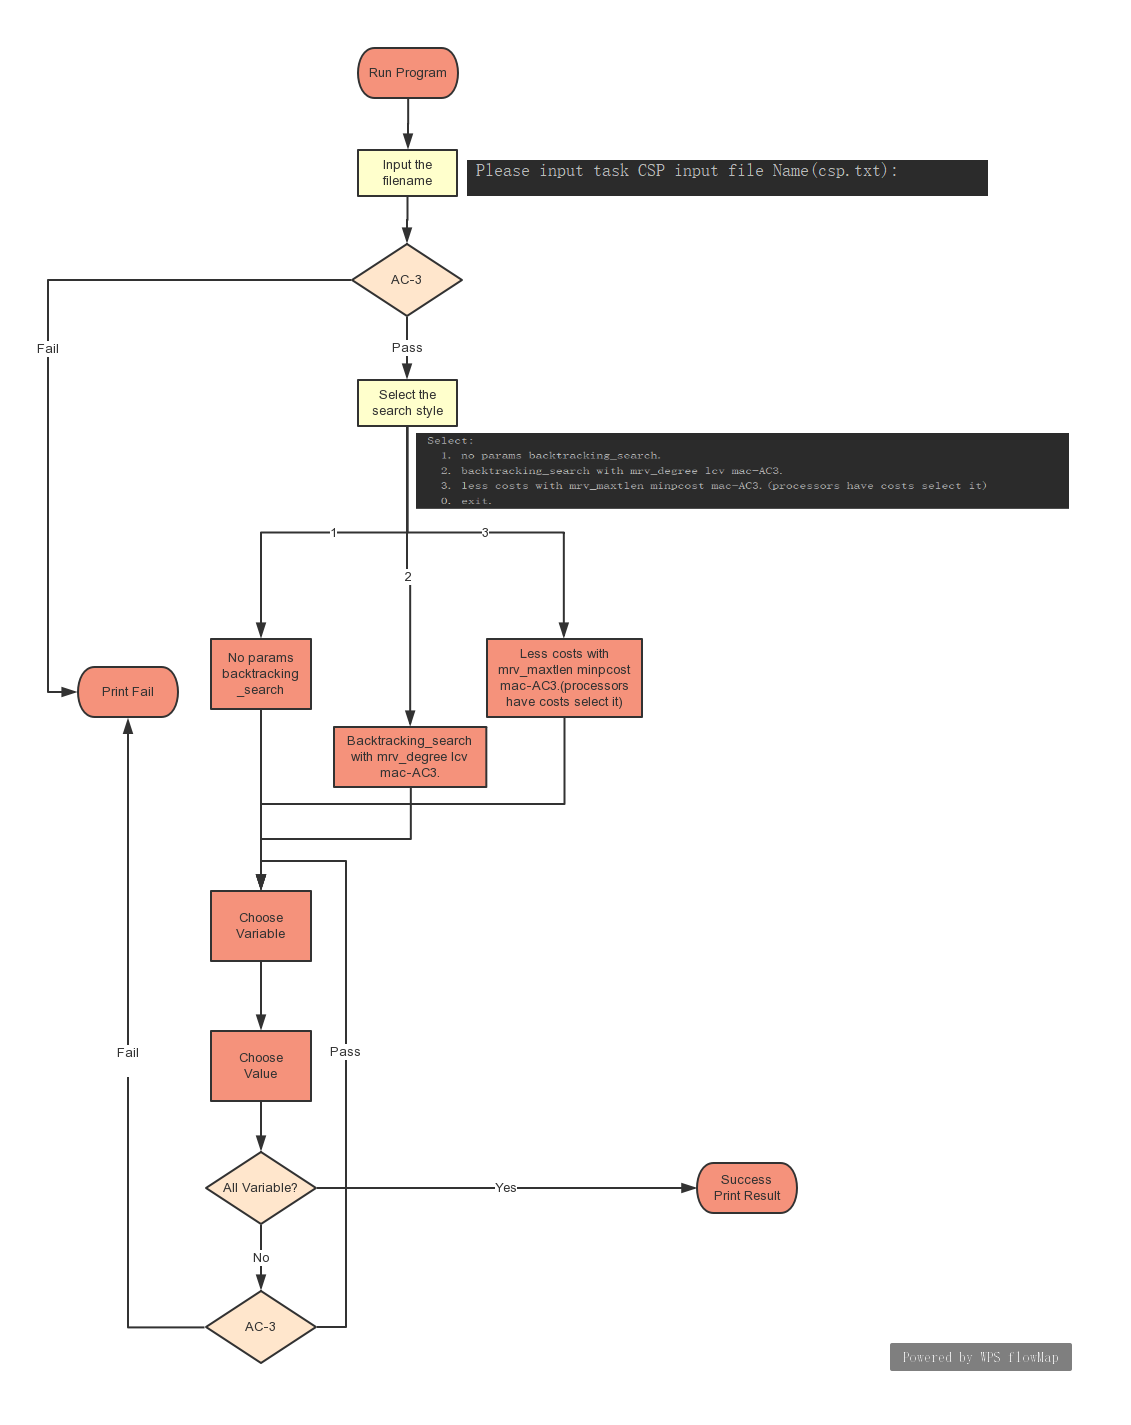 Run Program
Input the
filename
Please input task CSP input file Name(csp.txt):
AC-3
Fail
Pass
Select the
search style
Select:
1. no params backtracking_search.
2. backtracking_search with mrv_degree lcv mac-AC3.
3. less costs with mrv_maxtlen minpcost mac-AC3.(processors have costs select it)
0. exit.
1
3
2
No params
backtracking
_search
Less costs with
mrv_maxtlen minpcost
mac-AC3.(processors
have costs select it)
Print Fail
Backtracking_search
with mrv_degree lcv
mac-AC3.
Choose
Variable
Fail
Pass
Choose
Value
All Variable?
Yes
Success
Print Result
No
AC-3
Powered by WPS flowMap